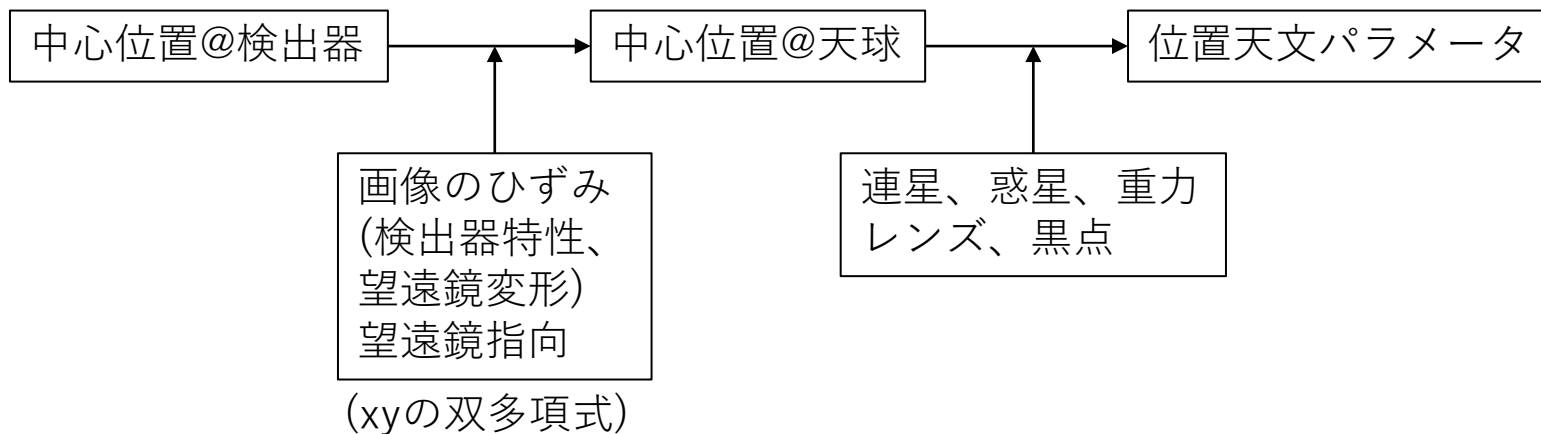 中心位置@検出器
中心位置@天球
位置天文パラメータ
画像のひずみ
(検出器特性、
望遠鏡変形)
望遠鏡指向
(xyの双多項式)
連星、惑星、重力
レンズ、黒点